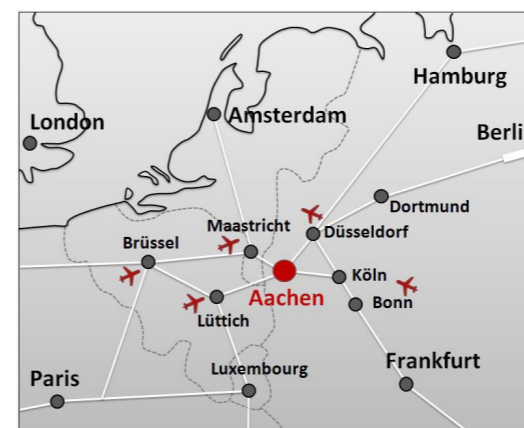 Hamburg
London
Amsterdam
Berli
Dortmund
Maastricht
Düsseldorf
Brüssel
Köln
Aachen
Bonn
Lüttich
Frankfurt
Luxembourg
Paris